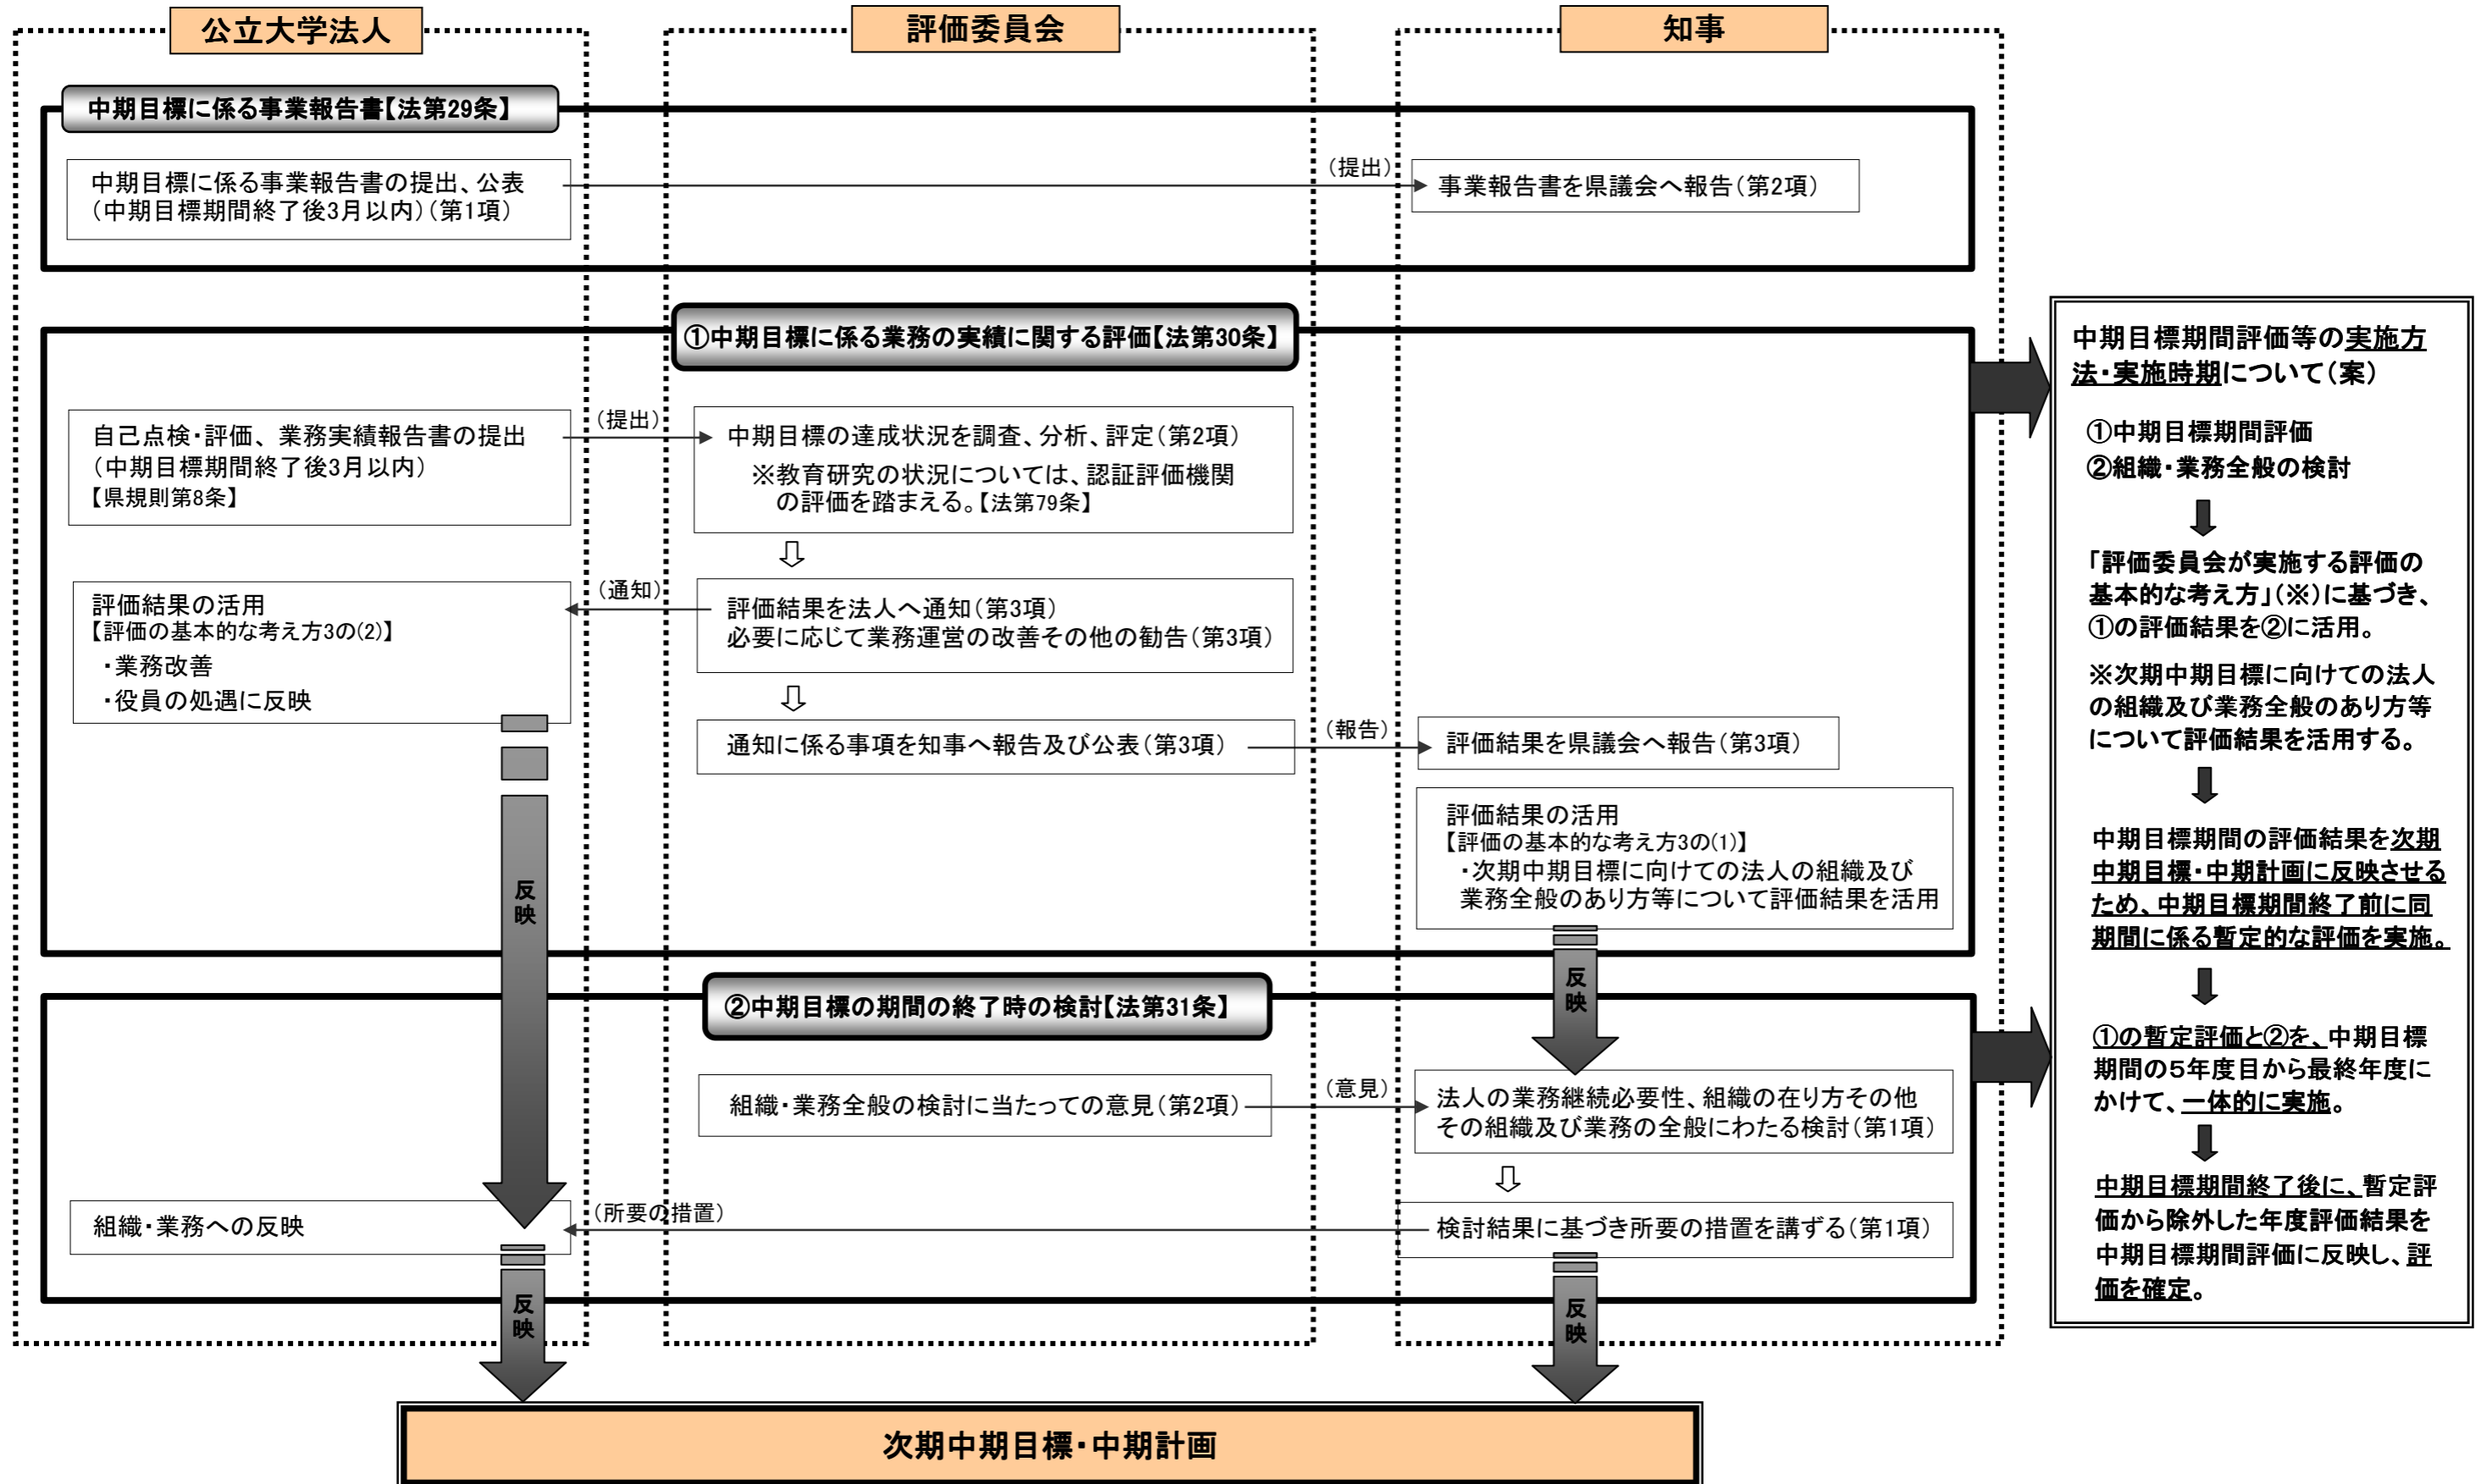 公立大学法人
評価委員会
知事
中期目標に係る事業報告書【法第29条】
中期目標に係る事業報告書の提出、公表
（中期目標期間終了後3月以内）（第1項）
（提出）
事業報告書を県議会へ報告（第2項）
①中期目標に係る業務の実績に関する評価【法第30条】
自己点検・評価、業務実績報告書の提出
（中期目標期間終了後3月以内）
【県規則第8条】
（提出）
中期目標の達成状況を調査、分析、評定（第2項）
※教育研究の状況については、認証評価機関
の評価を踏まえる。【法第79条】
評価結果の活用
【評価の基本的な考え方3の(2)】
・業務改善
・役員の処遇に反映
（通知）
評価結果を法人へ通知（第3項）
必要に応じて業務運営の改善その他の勧告（第3項）
通知に係る事項を知事へ報告及び公表（第3項）
（報告）
評価結果を県議会へ報告（第3項）
評価結果の活用
【評価の基本的な考え方3の(1)】
・次期中期目標に向けての法人の組織及び
業務全般のあり方等について評価結果を活用
反映
反映
②中期目標の期間の終了時の検討【法第31条】
組織・業務全般の検討に当たっての意見（第2項）
（意見）
法人の業務継続必要性、組織の在り方その他
その組織及び業務の全般にわたる検討（第1項）
組織・業務への反映
（所要の措置）
検討結果に基づき所要の措置を講ずる（第1項）
反映
反映
次期中期目標・中期計画
中期目標期間評価等の実施方
法・実施時期について（案）
①中期目標期間評価
②組織・業務全般の検討
「評価委員会が実施する評価の
基本的な考え方」（※）に基づき、
①の評価結果を②に活用。
※次期中期目標に向けての法人
の組織及び業務全般のあり方等
について評価結果を活用する。
中期目標期間の評価結果を次期
中期目標・中期計画に反映させる
ため、中期目標期間終了前に同
期間に係る暫定的な評価を実施。
①の暫定評価と②を、中期目標
期間の５年度目から最終年度に
かけて、一体的に実施。
中期目標期間終了後に、暫定評
価から除外した年度評価結果を
中期目標期間評価に反映し、評
価を確定。